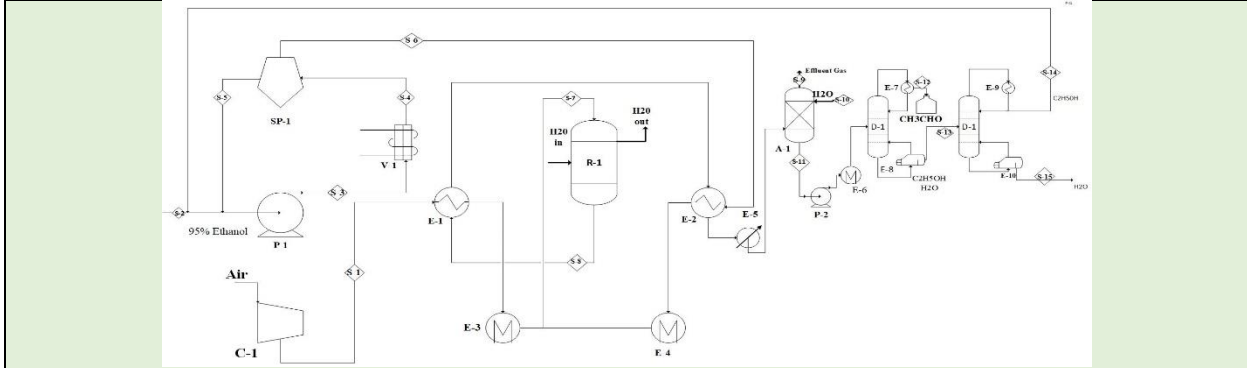 S-6
S-14
S-5
S-4
SP-1
S-9
Effluent Gas
H2O
S-10
S-7
H20
in
H20
out
R-1
E-7
S-12
CH3CHO
E-9
C2H5OH
D-1
D-1
S-13
A-1
V-1
S-11
E-8
C2H5OH
H2O
E-10
S-15
H2O
S-3
E-1
E-2
E-5
E-6
P-2
S-2
95% Ethanol
P-1
S-8
S-1
Air
C-1
E-3
E-4